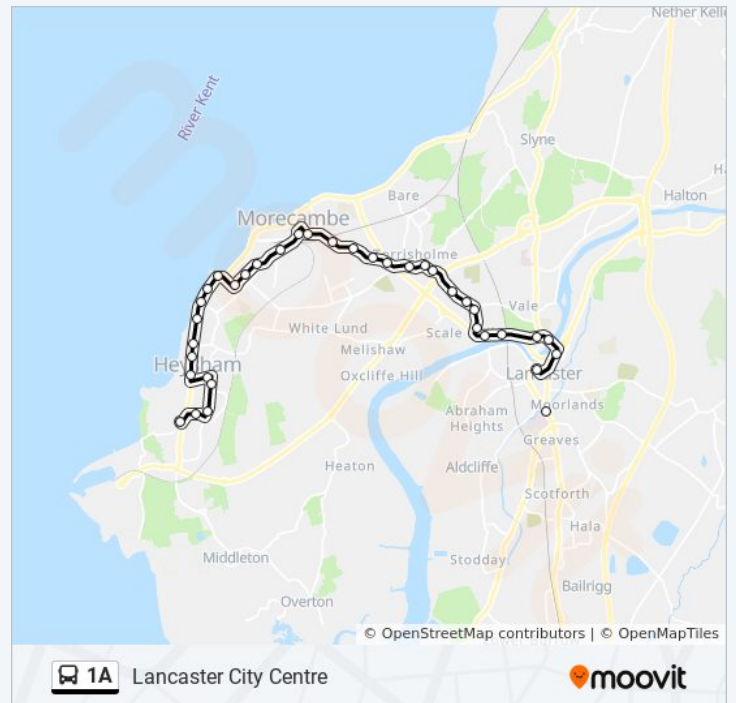 Nether Kelle
River Kent
Slyne
Halton
Bare
Morecambe
Torrisholme
Vale
White Lund
Scale
Melishaw
Heysham
Oxcliffe Hill
Lancaster
Moorlands
Abraham
Heights
Greaves
Aldcliffe
Heaton
Scotforth
Hala
Middleton
Stodday
Bailrigg
Overton
© OpenStreetMap contributors | © OpenMapTiles
1A Lancaster City Centre
moovit